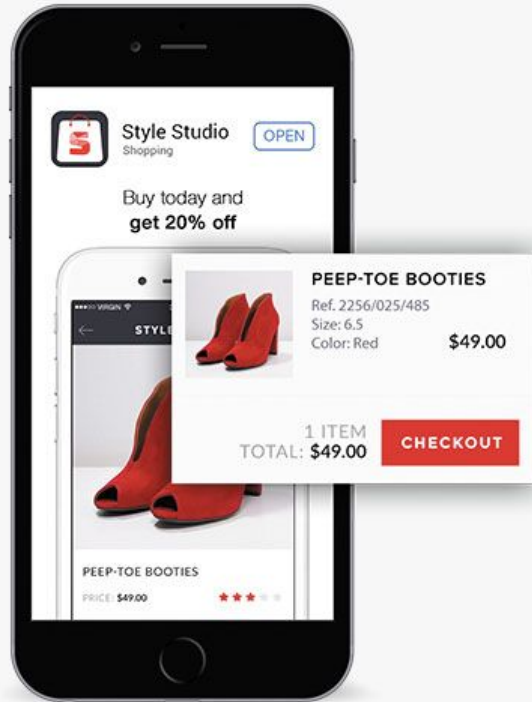 Style Studio
Shopping
OPEN
Buy today and
get 20% off
VIRGIN
STYLE
PEEP-TOE BOOTIES
PRICE: $49.00
PEEP-TOE BOOTIES
Ref. 2256/025/485
Size: 6.5
Color: Red
$49.00
1 ITEM
TOTAL: $49.00
CHECKOUT